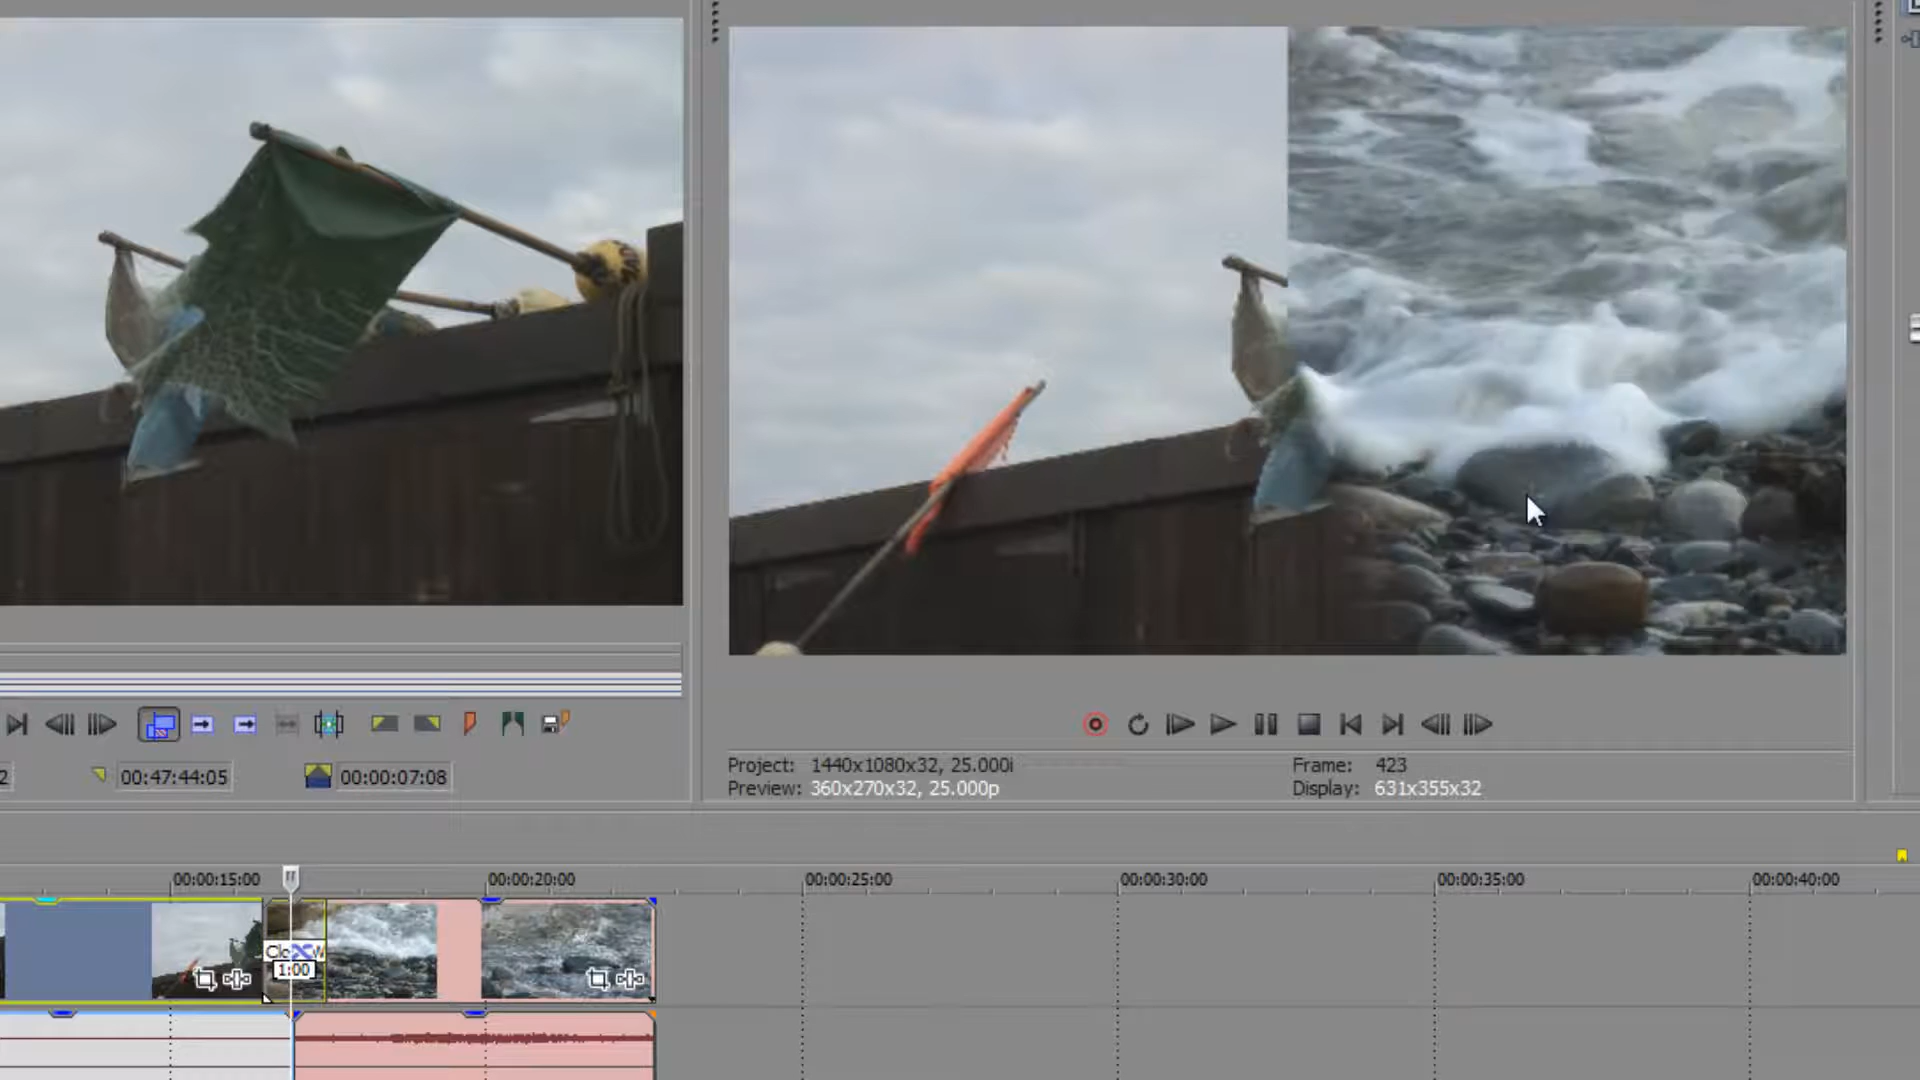 2
00:47:44:05
00:00:07:08
Project: 1440x1080x32, 25.000i
Preview: 360x270x32, 25.000p
Frame: 423
Display: 631x355x32
00:00:15:00
00:00:20:00
00:00:25:00
00:00:30:00
00:00:35:00
00:00:40:00
1:00